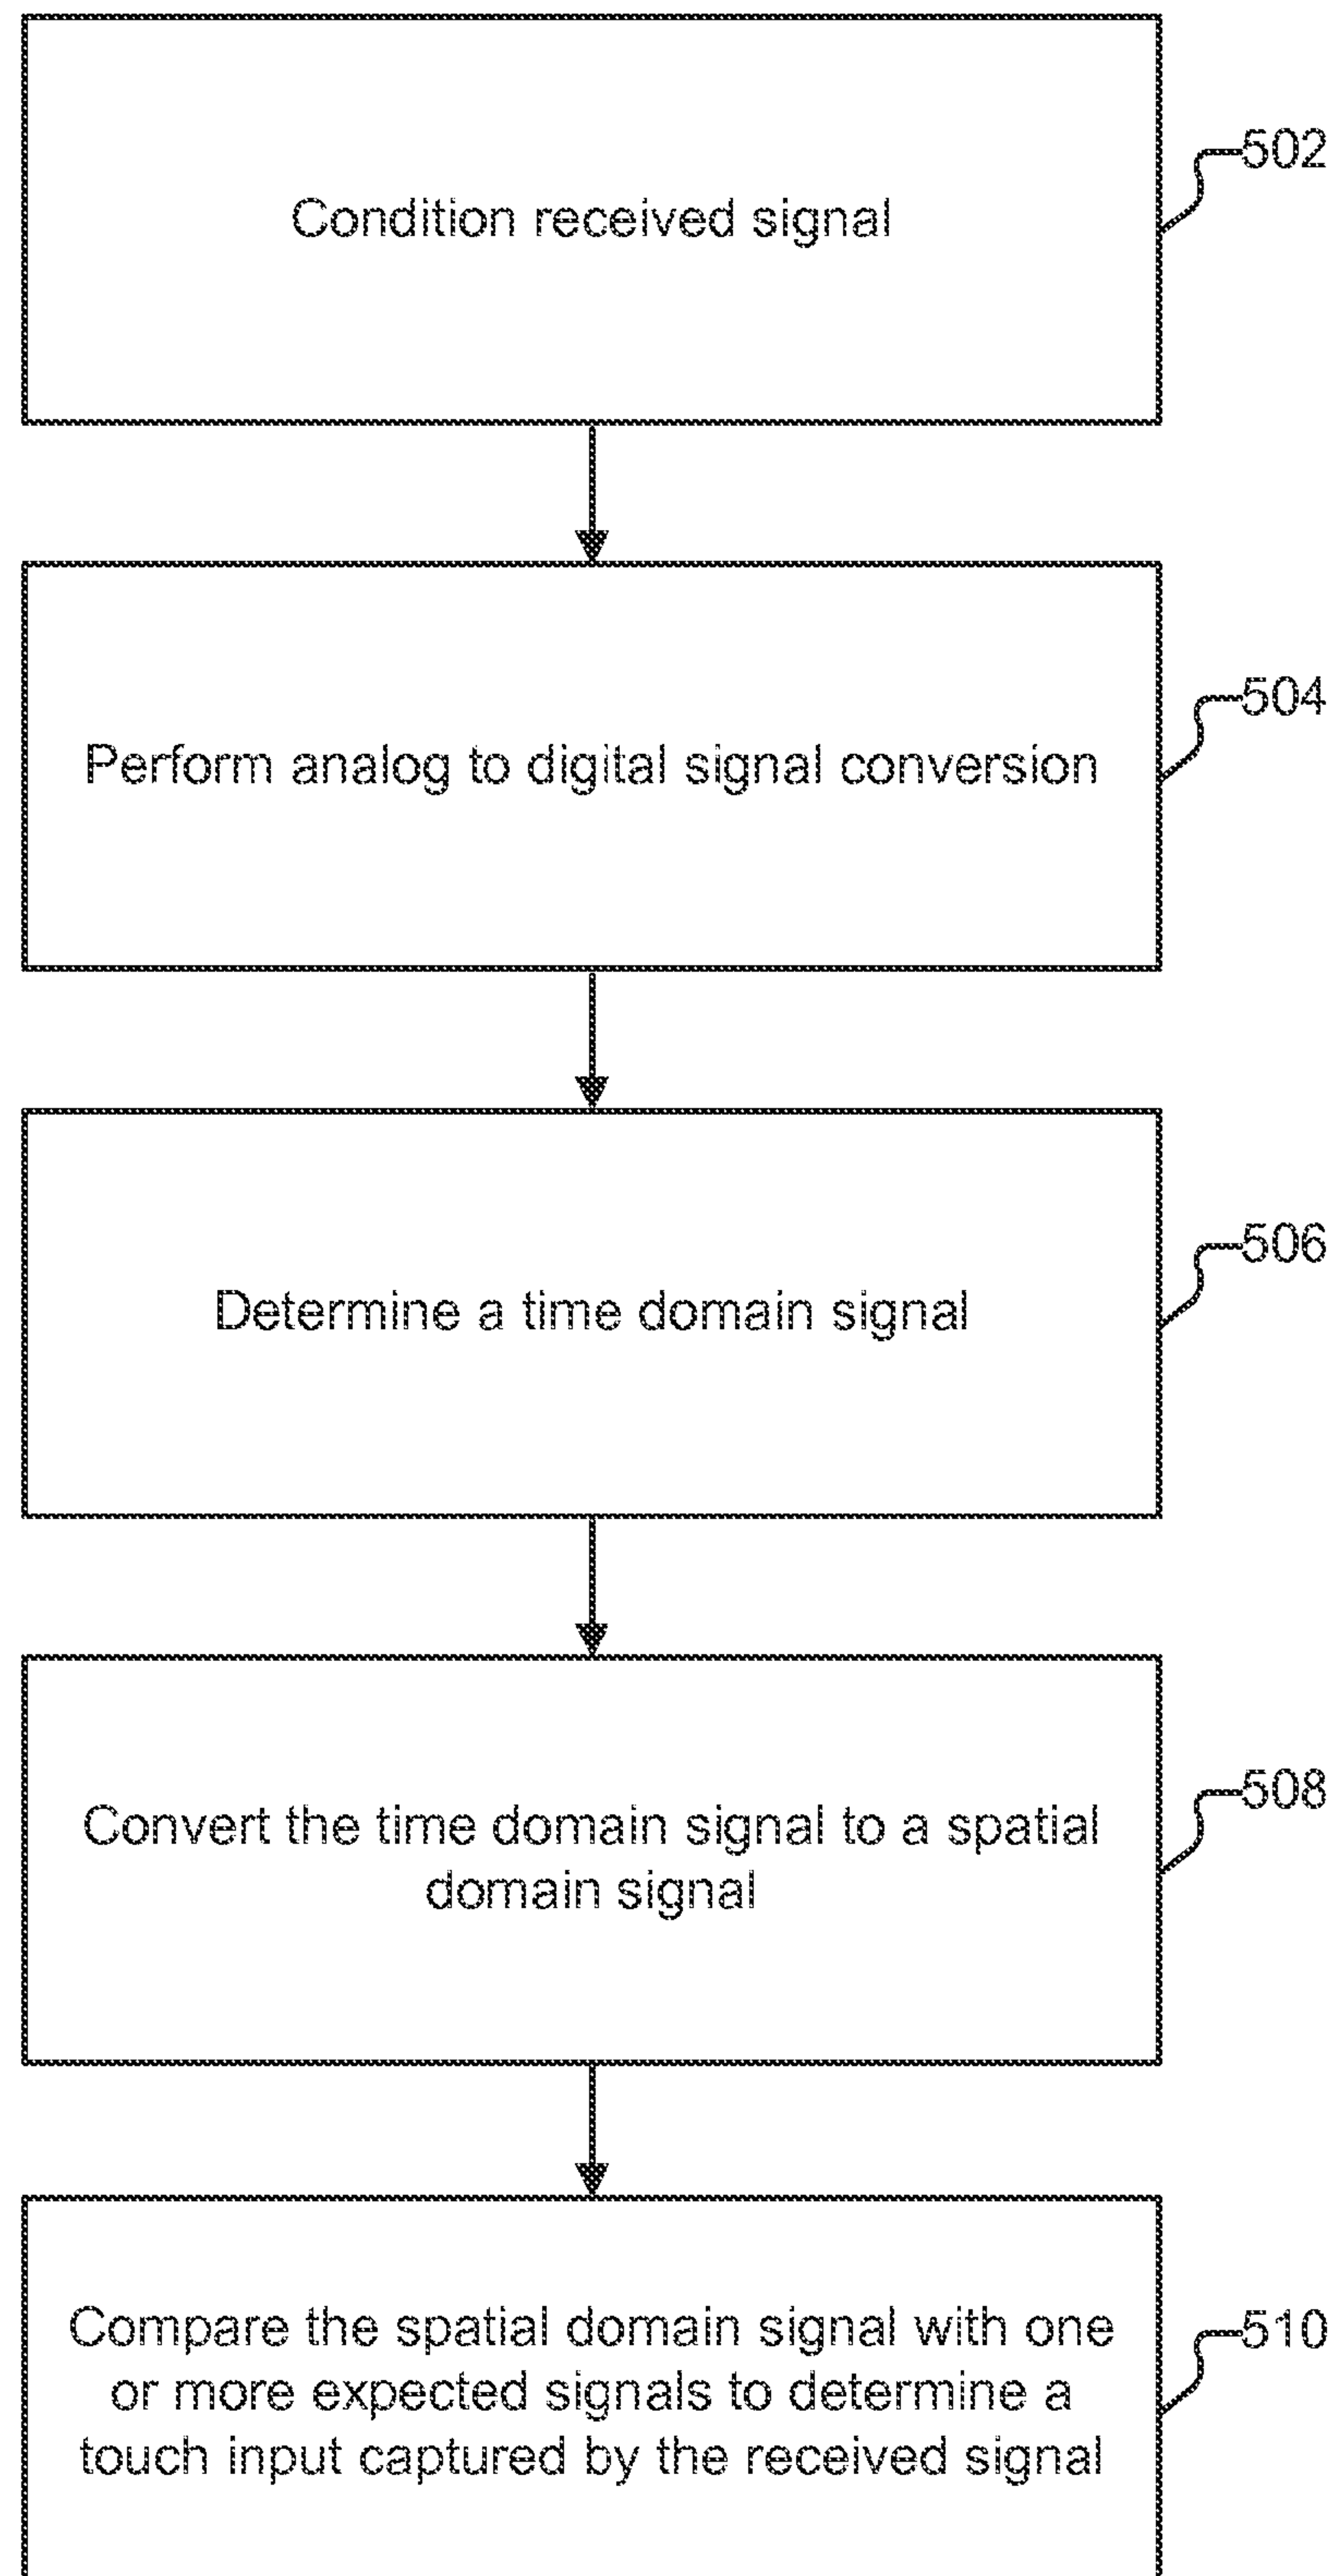 Condition received signal
502
Perform analog to digital signal conversion
504
Determine a time domain signal
506
Convert the time domain signal to a spatial
domain signal
508
Compare the spatial domain signal with one
or more expected signals to determine a
touch input captured by the received signal
510